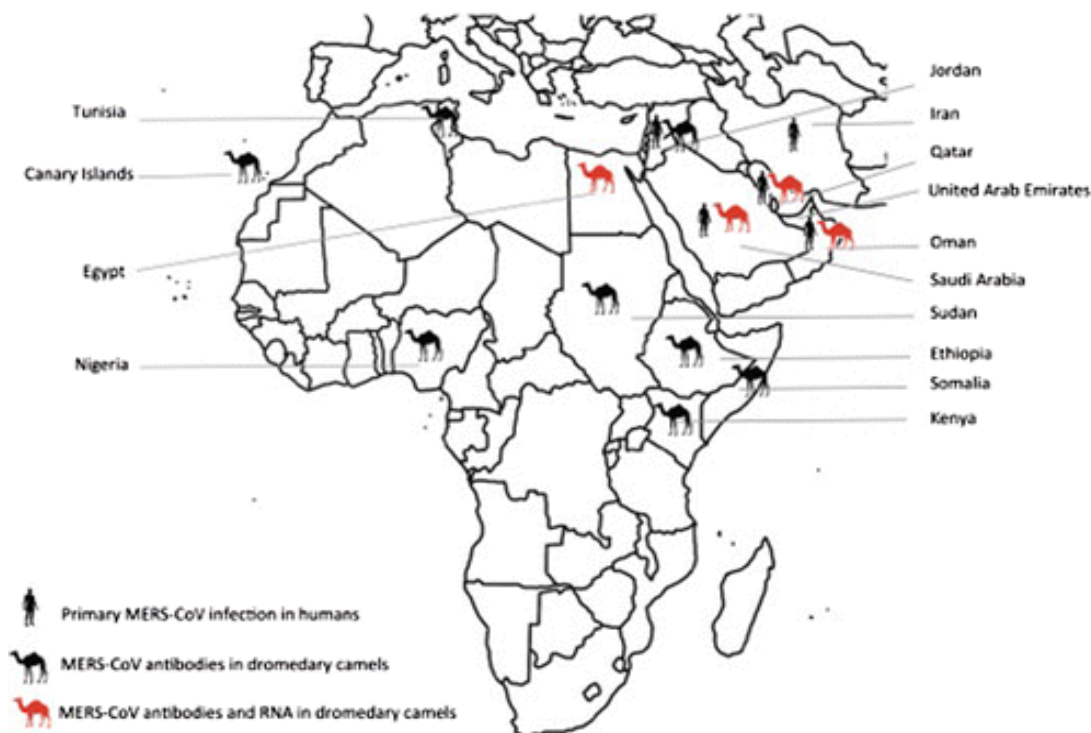 Tunisia
Canary Islands
Egypt
Nigeria
Jordan
Iran
Qatar
United Arab Emirates
Oman
Saudi Arabia
Sudan
Ethiopia
Somalia
Kenya
Primary MERS-CoV infection in humans
MERS-CoV antibodies in dromedary camels
MERS-CoV antibodies and RNA in dromedary camels